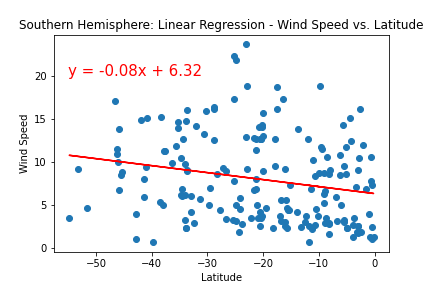 Southern Hemisphere: Linear Regression - Wind Speed vs. Latitude
y = -0.08x + 6.32
20
15
10
5
0
Wind Speed
−50
−40
−30
−20
−10
0
Latitude